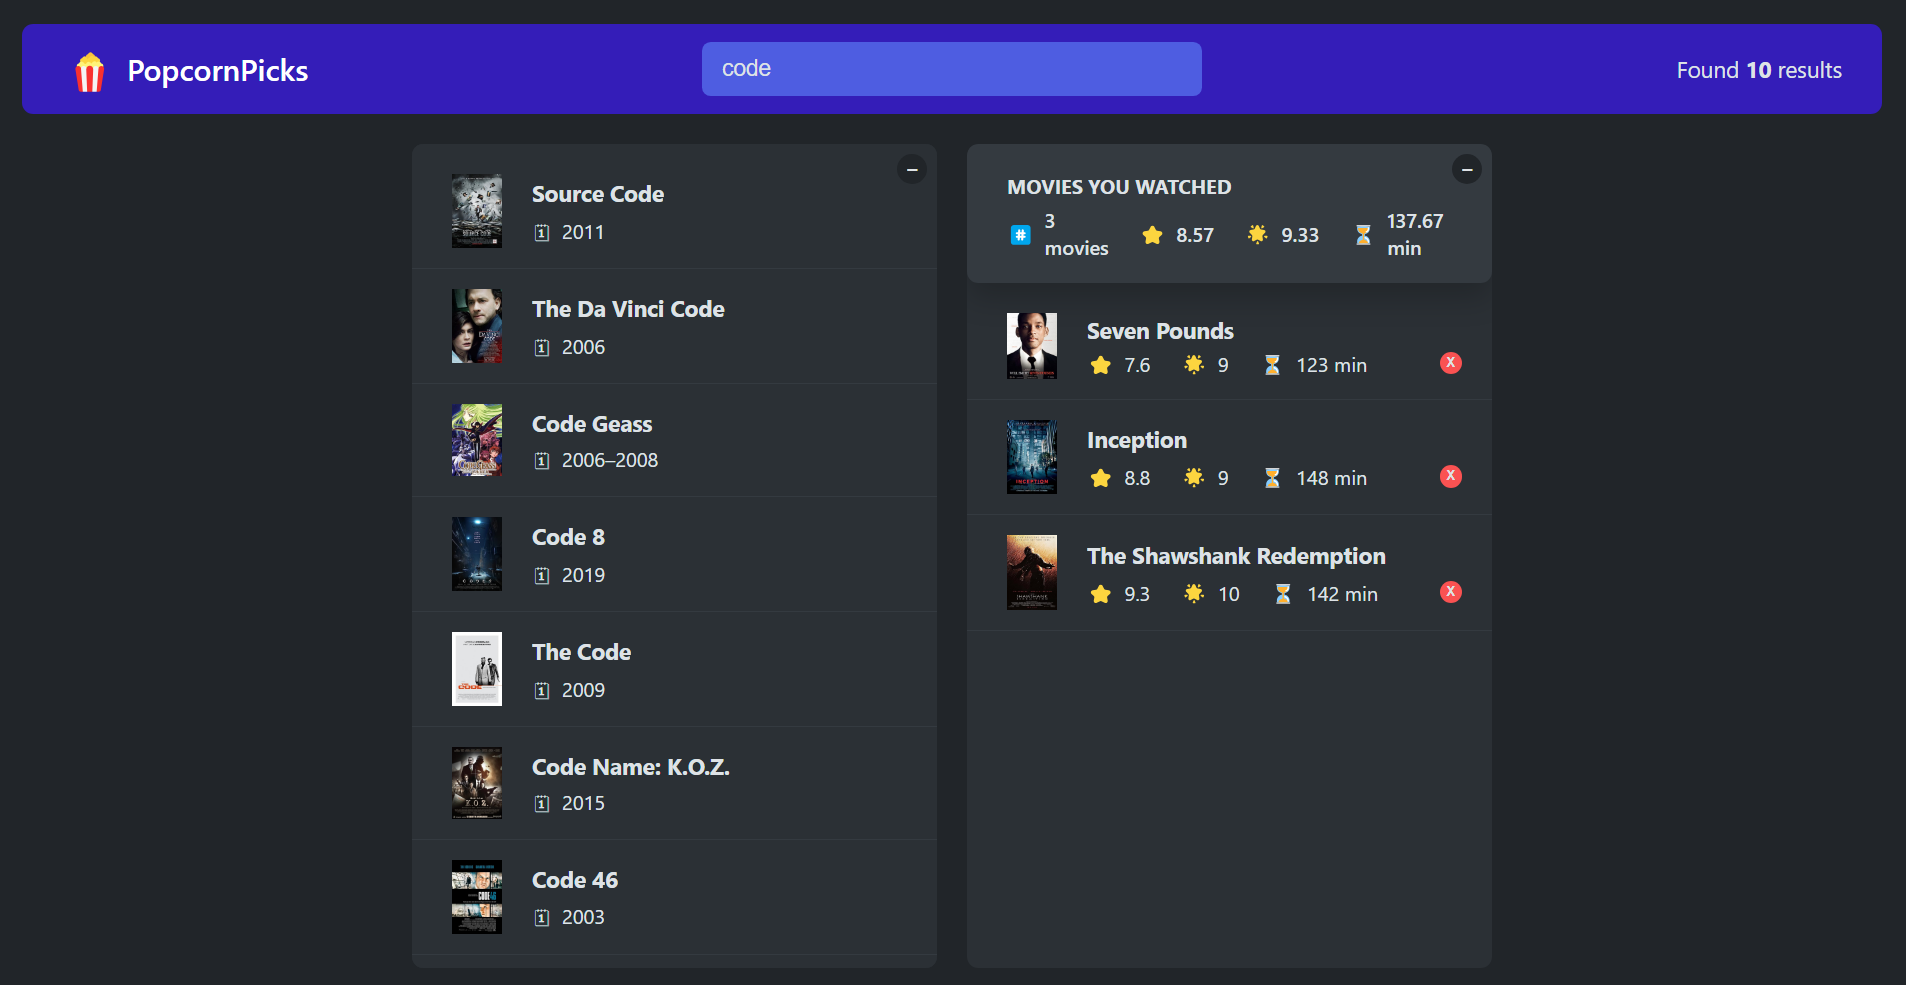 PopcornPicks
code
Found 10 results
Source Code
2011
The Da Vinci Code
2006
Code Geass
2006–2008
Code 8
2019
The Code
2009
Code Name: K.O.Z.
2015
Code 46
2003
MOVIES YOU WATCHED
3 movies
8.57
9.33
137.67 min
Seven Pounds
7.6 9 123 min
X
Inception
8.8 9 148 min
X
The Shawshank Redemption
9.3 10 142 min
X